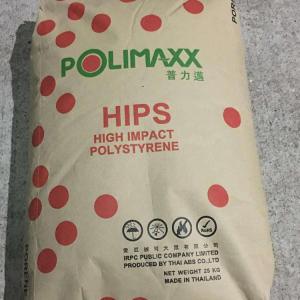 POLIMAXX
普力邁
HIPS
HIGH IMPACT
POLYSTYRENE
IRPC PUBLIC COMPANY LIMITED
PRODUCED BY THAI ABS CO.,LTD
NET WEIGHT 25 KG
MADE IN THAILAND